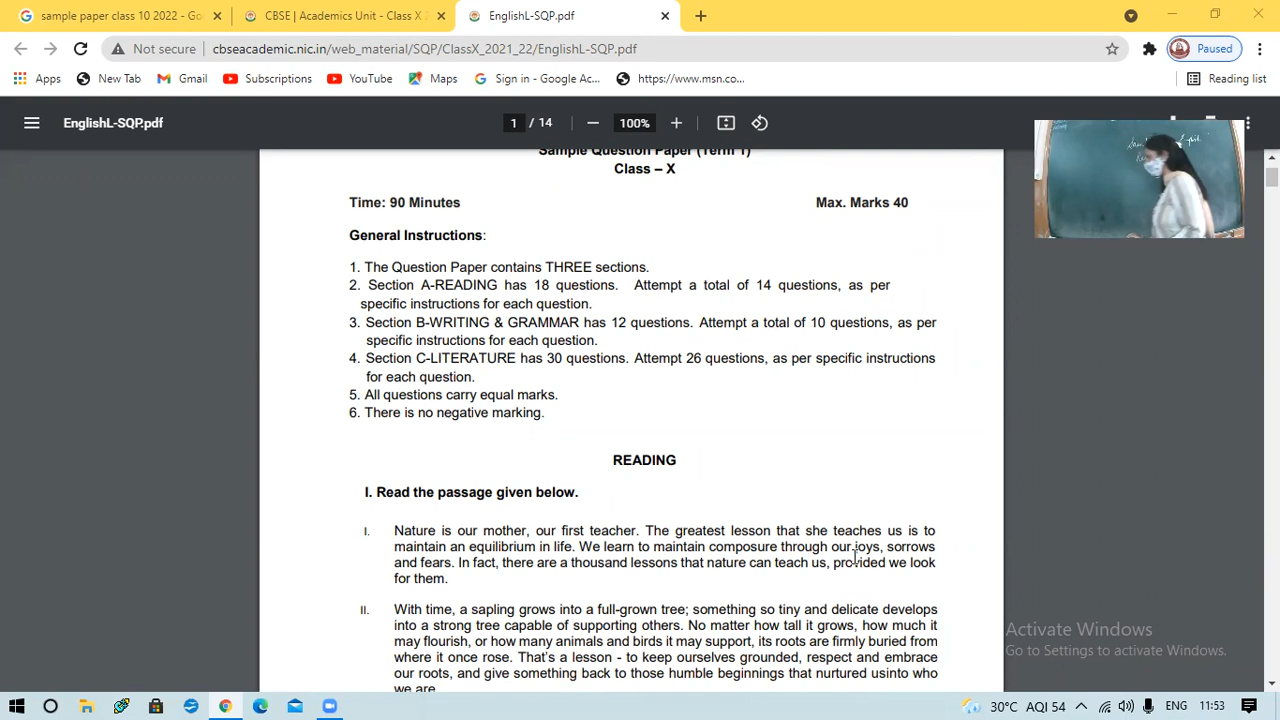 sample paper class 10 2022 - Go
CBSE | Academics Unit - Class X
EnglishL-SQP.pdf
Not secure
cbseacademic.nic.in/web_material/SQP/ClassX_2021_22/EnglishL-SQP.pdf
Paused
Apps
New Tab
Gmail
Subscriptions
YouTube
Maps
Sign in - Google Ac...
https://www.msn.co...
Reading list
EnglishL-SQP.pdf
1 / 14
100%
Sample Question Paper (Term 1)
Class – X
Time: 90 Minutes
Max. Marks 40
General Instructions:
1. The Question Paper contains THREE sections.
2. Section A-READING has 18 questions. Attempt a total of 14 questions, as per
specific instructions for each question.
3. Section B-WRITING & GRAMMAR has 12 questions. Attempt a total of 10 questions, as per
specific instructions for each question.
4. Section C-LITERATURE has 30 questions. Attempt 26 questions, as per specific instructions
for each question.
5. All questions carry equal marks.
6. There is no negative marking.
READING
I. Read the passage given below.
I. Nature is our mother, our first teacher. The greatest lesson that she teaches us is to
maintain an equilibrium in life. We learn to maintain composure through our joys, sorrows
and fears. In fact, there are a thousand lessons that nature can teach us, provided we look
for them.
II. With time, a sapling grows into a full-grown tree; something so tiny and delicate develops
into a strong tree capable of supporting others. No matter how tall it grows, how much it
may flourish, or how many animals and birds it may support, its roots are firmly buried from
where it once rose. That's a lesson - to keep ourselves grounded, respect and embrace
our roots, and give something back to those humble beginnings that nurtured usinto who
we are
Activate Windows
Go to Settings to activate Windows.
30°C AQI 54
ENG
11:53